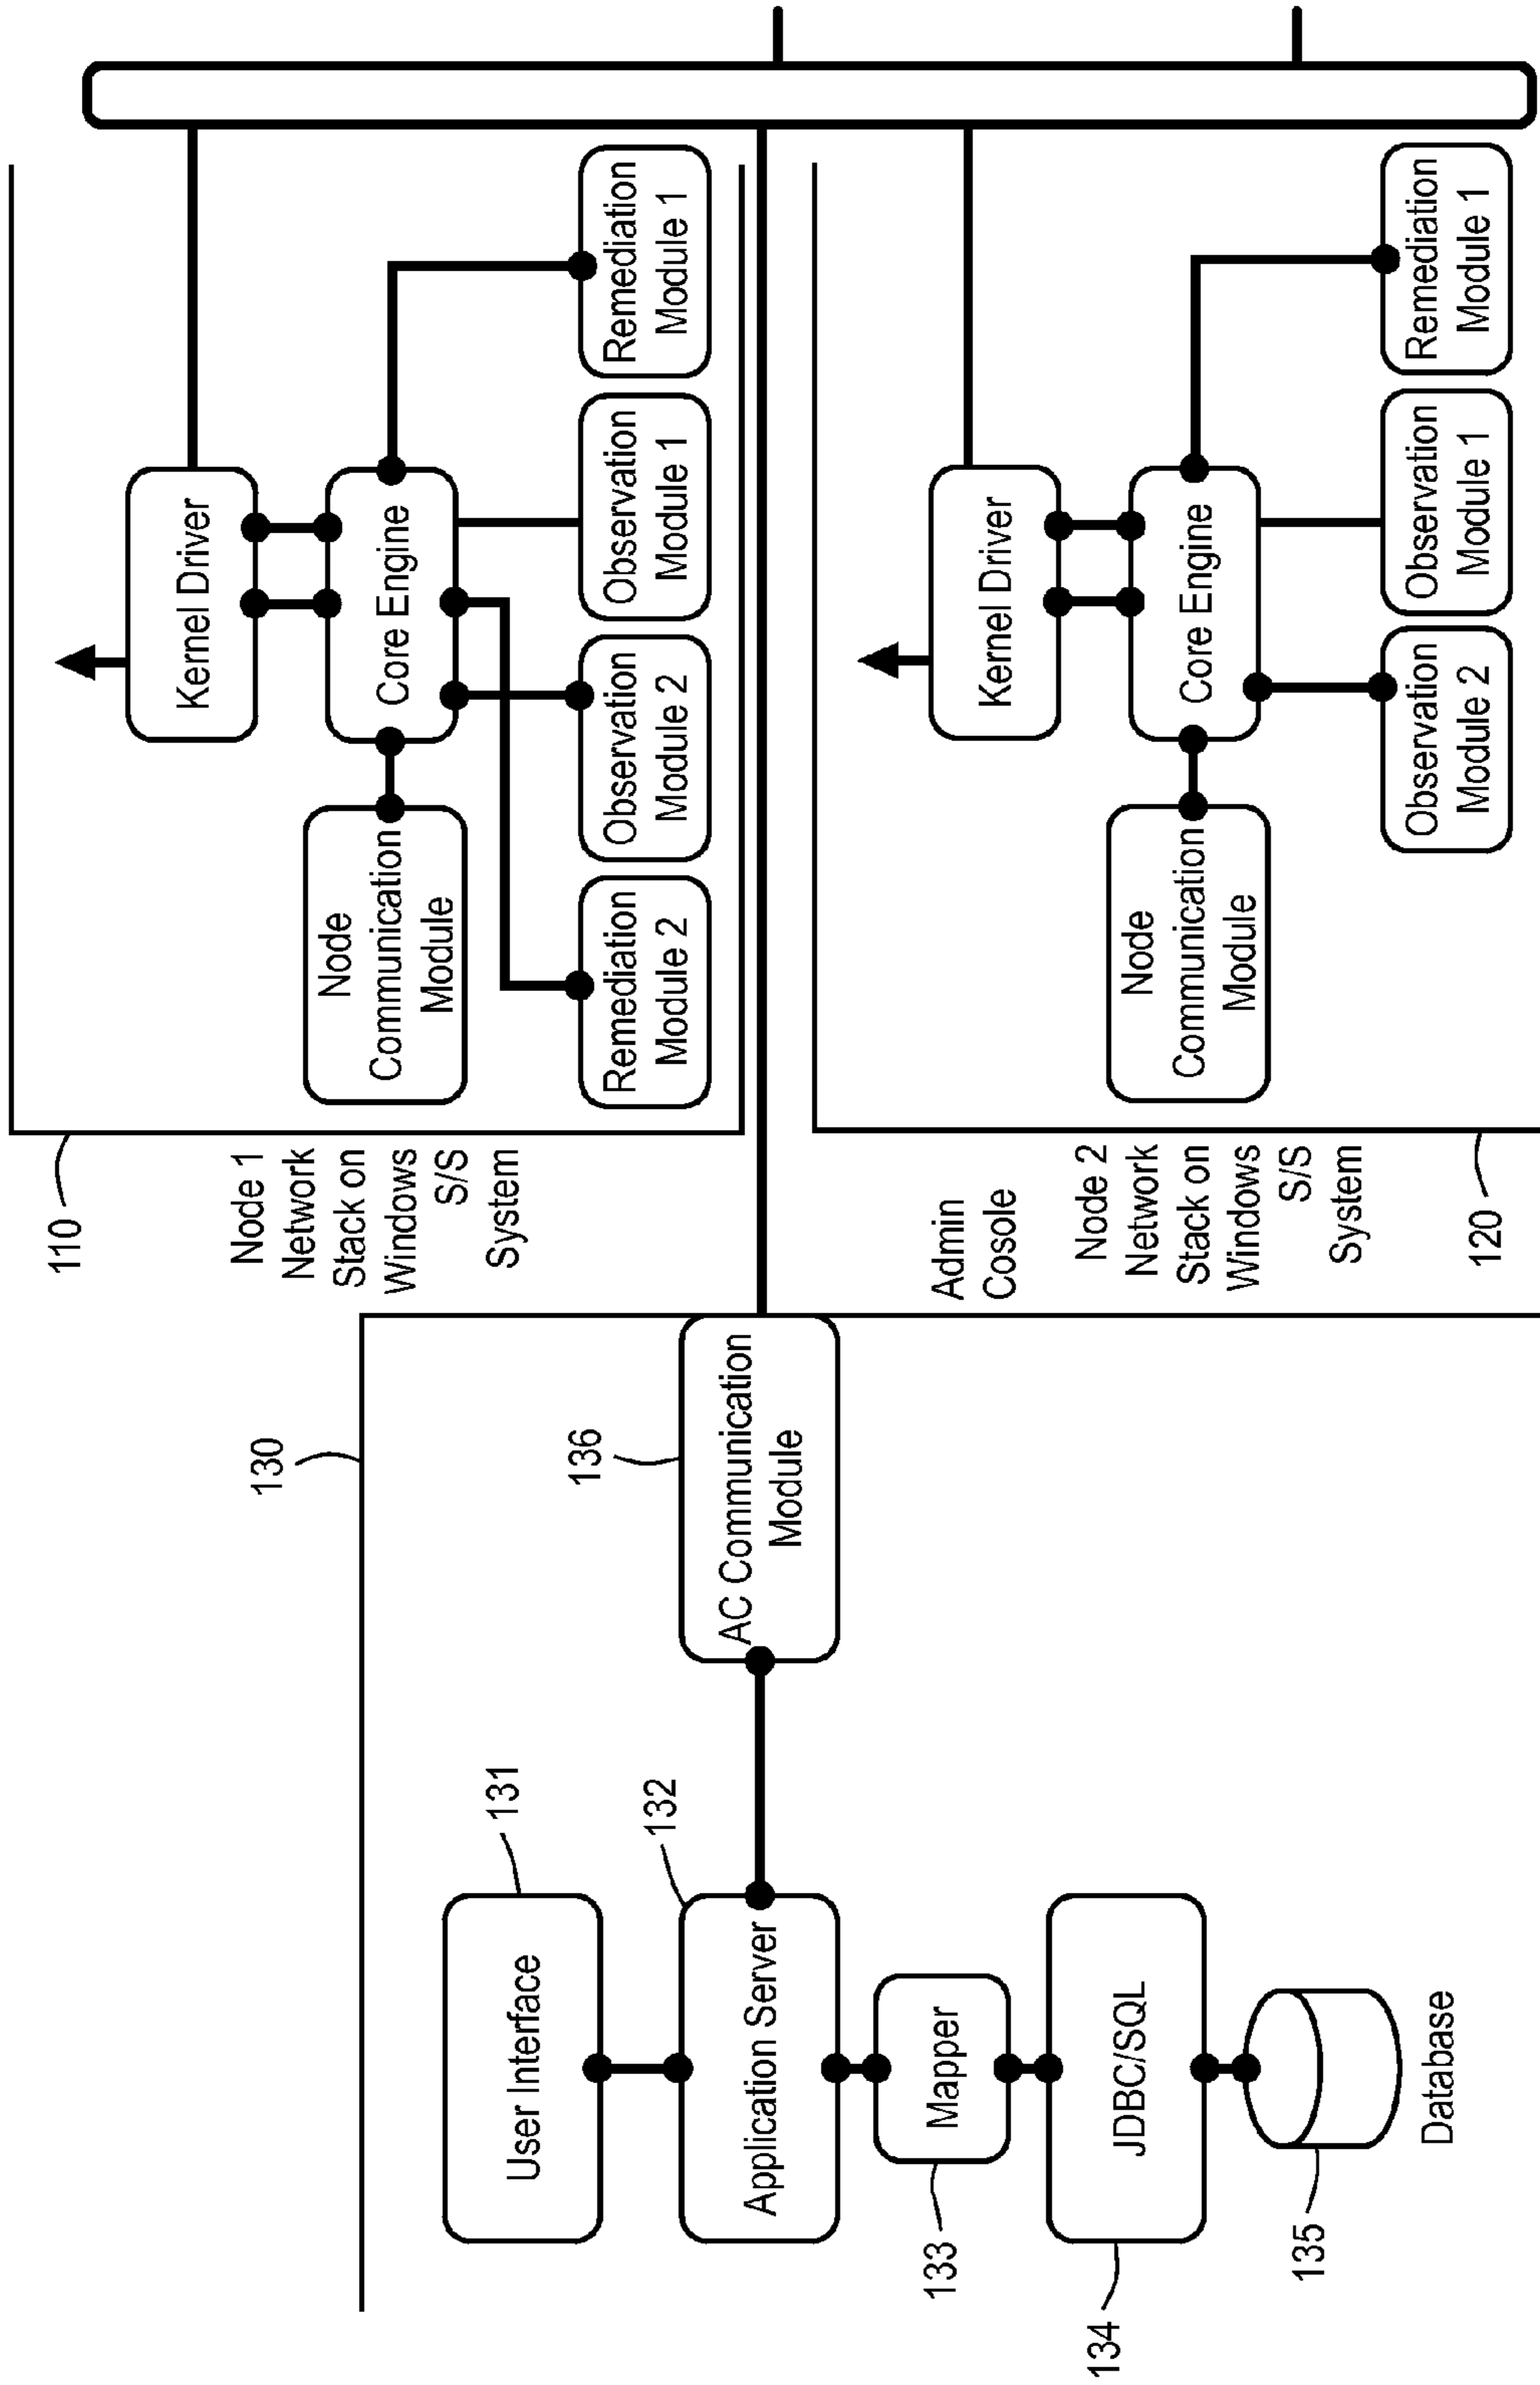 110
Node 1
Network
Stack on
Windows
S/S
System
Kernel Driver
Core Engine
Node
Communication
Module
Remediation
Module 2
Observation
Module 2
Observation
Module 1
Remediation
Module 1
130
Admin
Cosole
131
User Interface
132
Application Server
136
AC Communication
Module
133
Mapper
134
JDBC/SQL
135
Database
Node 2
Network
Stack on
Windows
S/S
System
120
Kernel Driver
Core Engine
Node
Communication
Module
Observation
Module 2
Observation
Module 1
Remediation
Module 1